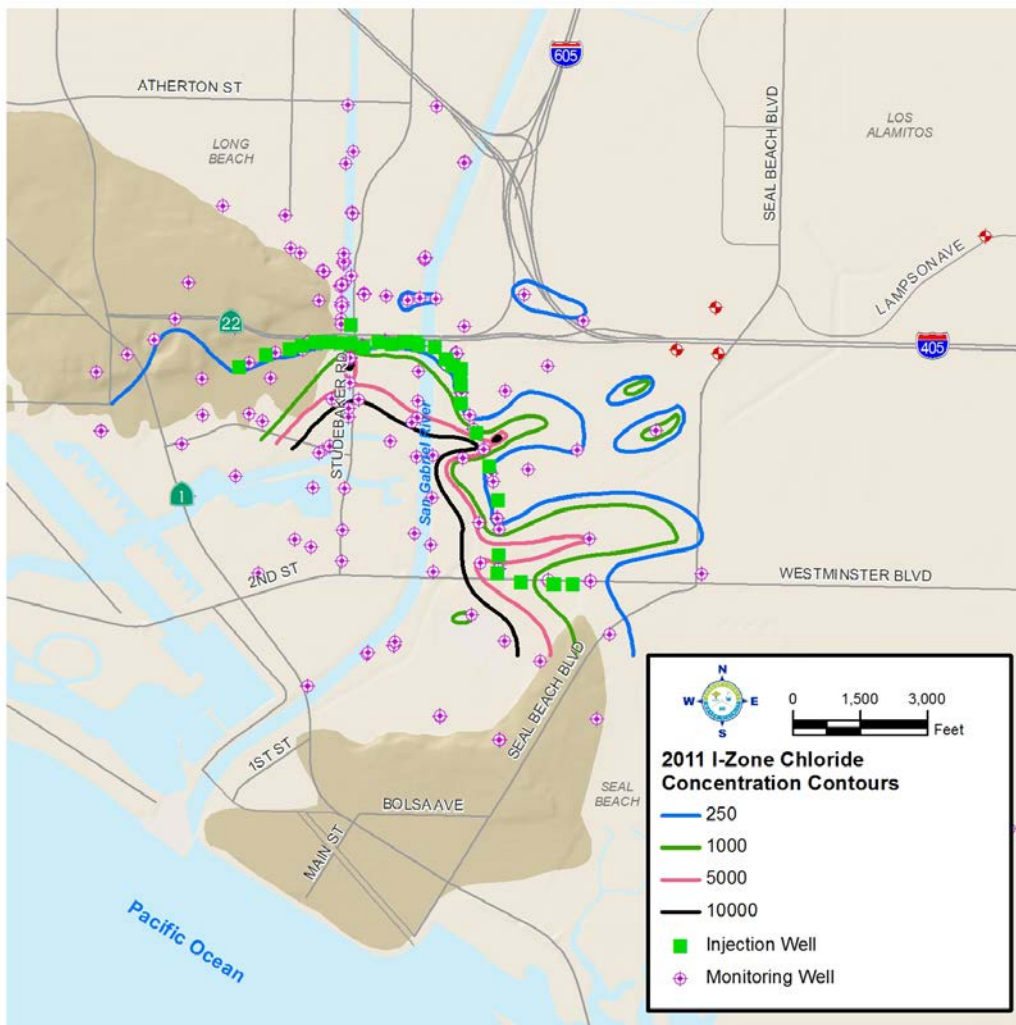 605
ATHERTON ST
LONG
BEACH
SEAL BEACH BLVD
LOS
ALAMITOS
LAMPSON AVE
22
405
STUDEBAKER RD
San Gabriel River
1
2ND ST
WESTMINSTER BLVD
SEAL BEACH BLVD
1ST ST
BOLSA AVE
MAIN ST
SEAL
BEACH
Pacific Ocean
N
W E
S
0 1,500 3,000
Feet
2011 I-Zone Chloride
Concentration Contours
250
1000
5000
10000
Injection Well
Monitoring Well